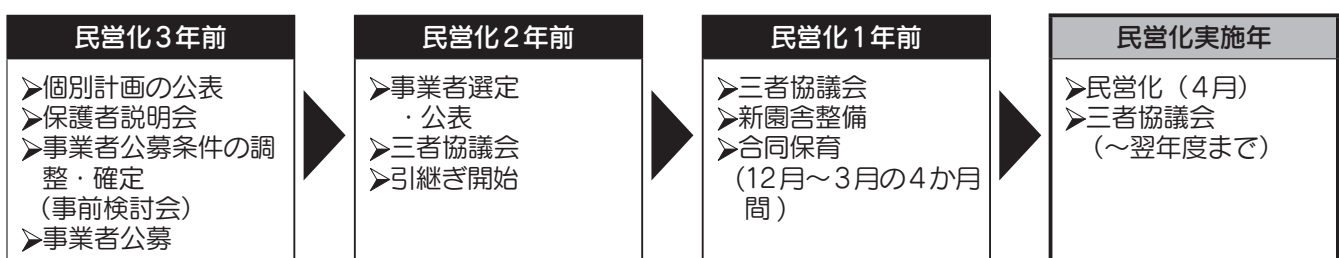 民営化3年前
➢個別計画の公表
➢保護者説明会
➢事業者公募条件の調
整・確定
(事前検討会)
➢事業者公募
民営化2年前
➢事業者選定
・公表
➢三者協議会
➢引継ぎ開始
民営化1年前
➢三者協議会
➢新園舎整備
➢合同保育
(12月~3月の4か月
間)
民営化実施年
➢民営化(4月)
➢三者協議会
(~翌年度まで)